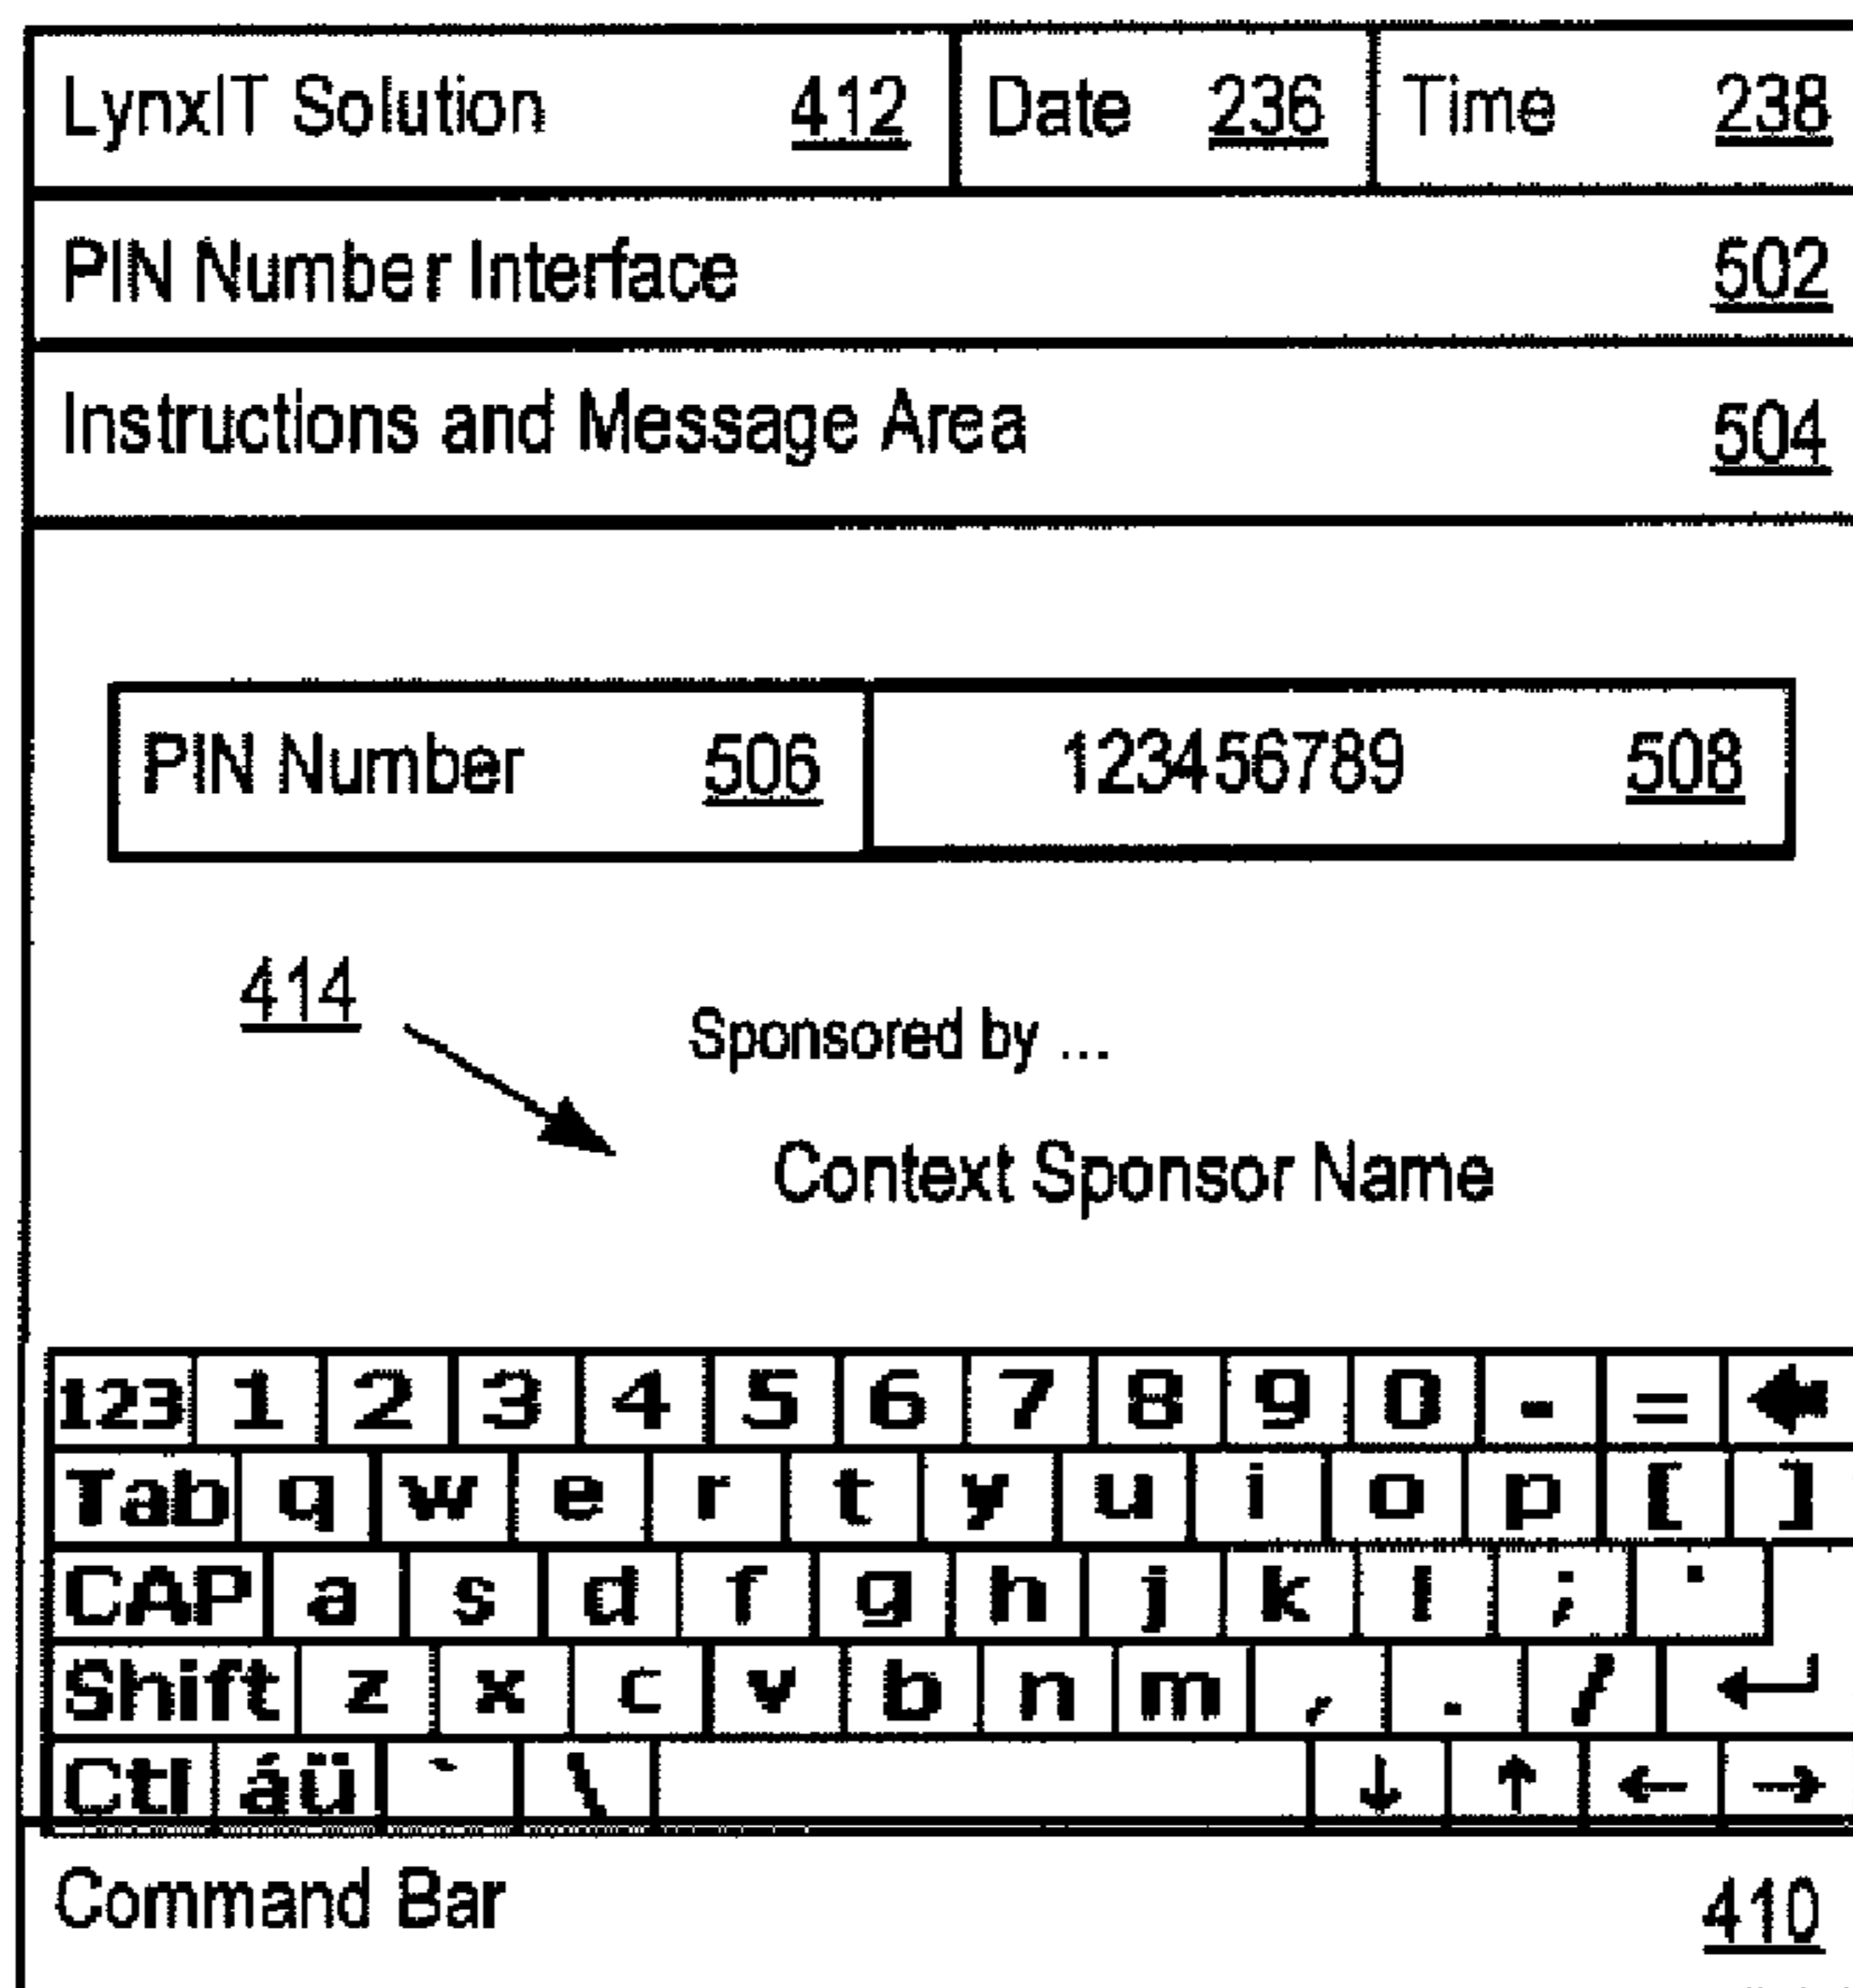 LynxIT Solution 412 Date 236 Time 238
PIN Number Interface 502
Instructions and Message Area 504
PIN Number 506 123456789 508
414
Sponsored by ...
Context Sponsor Name
123 1 2 3 4 5 6 7 8 9 0 - =
Tab q w e r t y u i o p [ ]
CAP a s d f g h j k l ; '
Shift z x c v b n m , . /
Ctl áü ` \ ↓ ↑ ← →
Command Bar 410